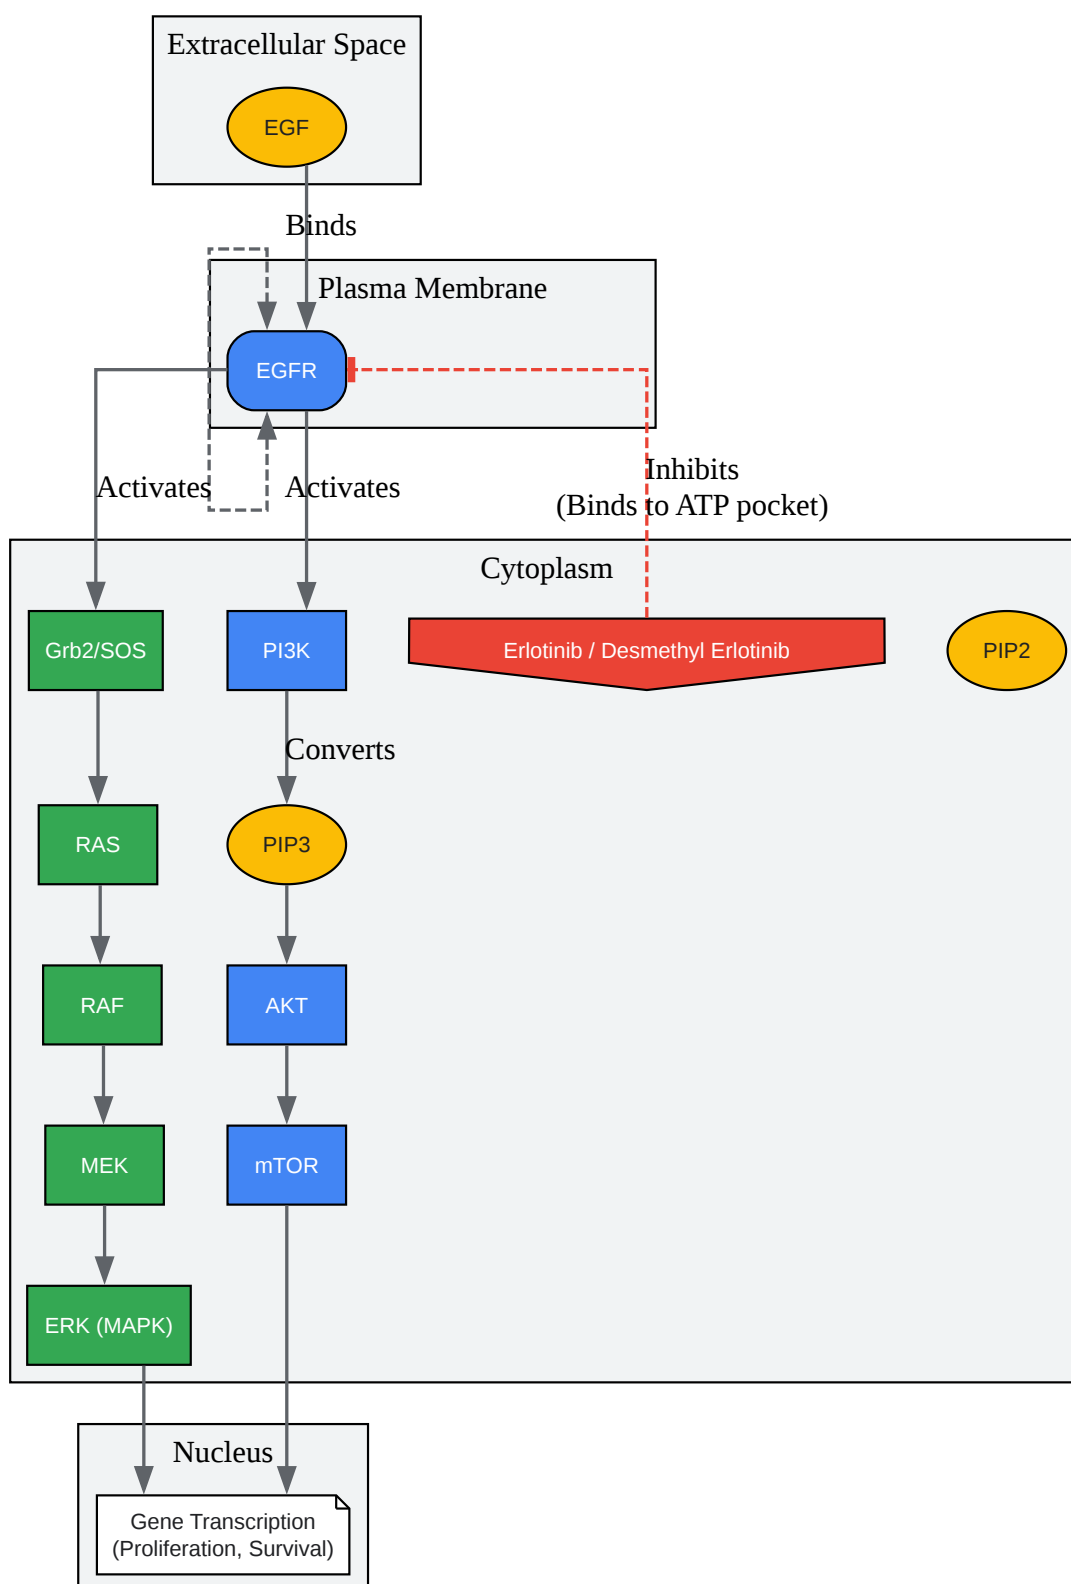 Extracellular Space
EGF
Binds
Plasma Membrane
EGFR
Activates
Activates
Inhibits
(Binds to ATP pocket)
Cytoplasm
Grb2/SOS
PI3K
Erlotinib / Desmethyl Erlotinib
PIP2
Converts
RAS
PIP3
RAF
AKT
MEK
mTOR
ERK (MAPK)
Nucleus
Gene Transcription
(Proliferation, Survival)